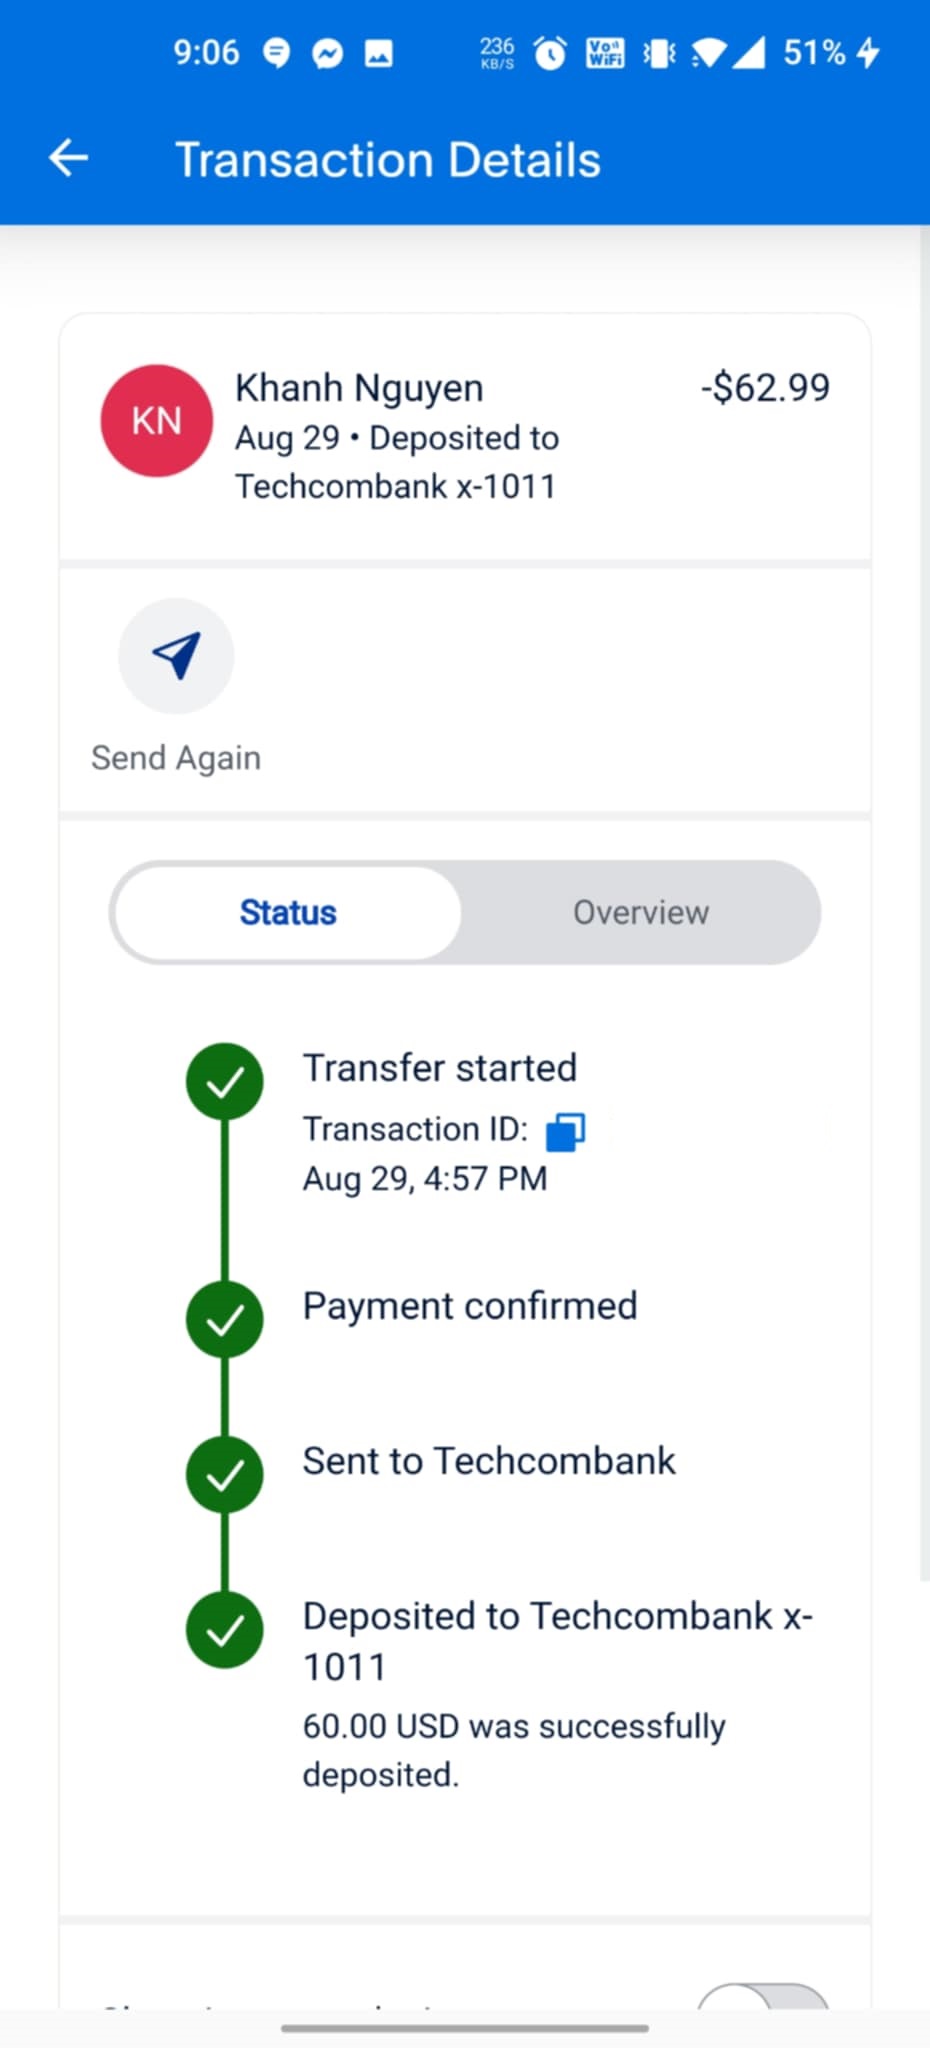 9:06
236
KB/S
Vo
WiFi
51%
Transaction Details
KN
Khanh Nguyen
-$62.99
Aug 29 • Deposited to
Techcombank x-1011
Send Again
Status
Overview
Transfer started
Transaction ID:
Aug 29, 4:57 PM
Payment confirmed
Sent to Techcombank
Deposited to Techcombank x-
1011
60.00 USD was successfully
deposited.